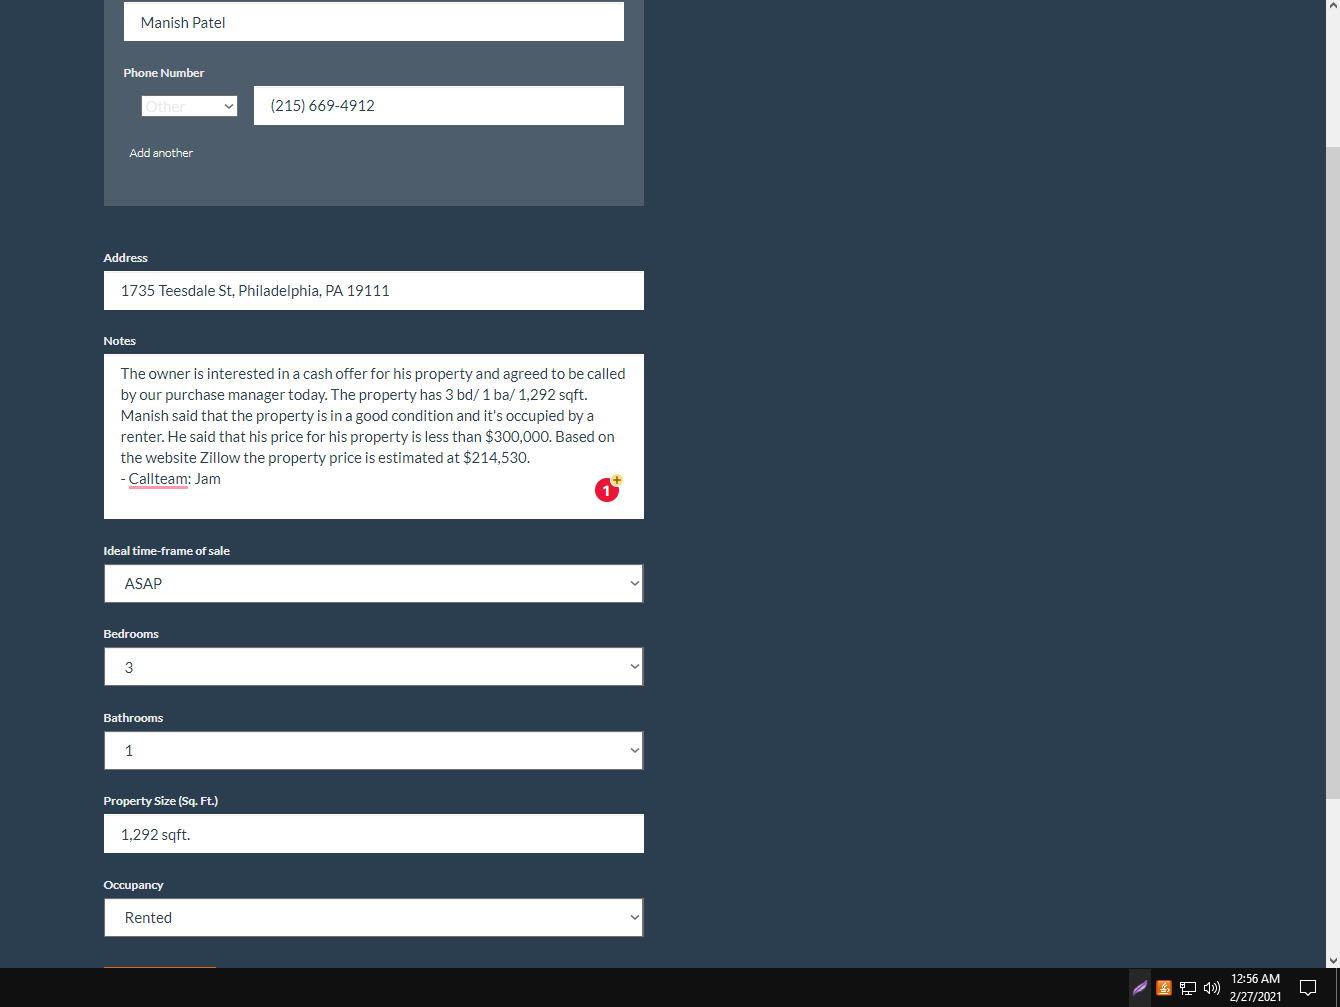 Manish Patel
Phone Number
Other
(215) 669-4912
Add another
Address
1735 Teesdale St, Philadelphia, PA 19111
Notes
The owner is interested in a cash offer for his property and agreed to be called
by our purchase manager today. The property has 3 bd/ 1 ba/ 1,292 sqft.
Manish said that the property is in a good condition and it's occupied by a
renter. He said that his price for his property is less than $300,000. Based on
the website Zillow the property price is estimated at $214,530.
- Callteam: Jam
1
Ideal time-frame of sale
ASAP
Bedrooms
3
Bathrooms
1
Property Size (Sq. Ft.)
1,292 sqft.
Occupancy
Rented
12:56 AM
2/27/2021